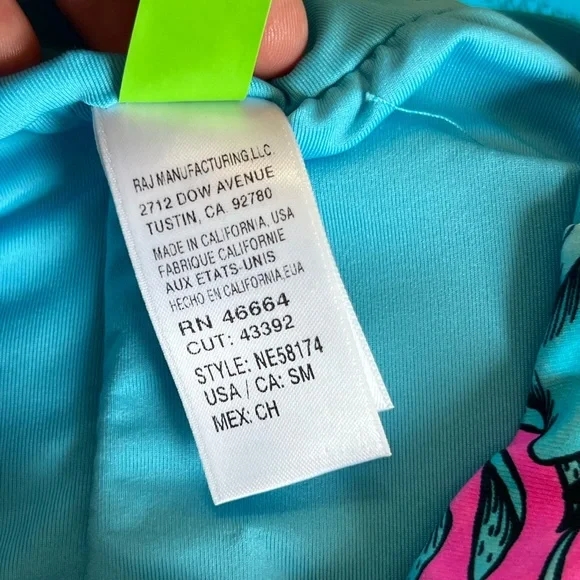 RAJ MANUFACTURING,LLC.
2712 DOW AVENUE
TUSTIN, CA. 92780
MADE IN CALIFORNIA, USA
FABRIQUE CALIFORNIE
AUX ETATS-UNIS
HECHO EN CALIFORNIA,EUA
RN 46664
CUT: 43392
STYLE: NE58174
USA / CA: SM
MEX: CH